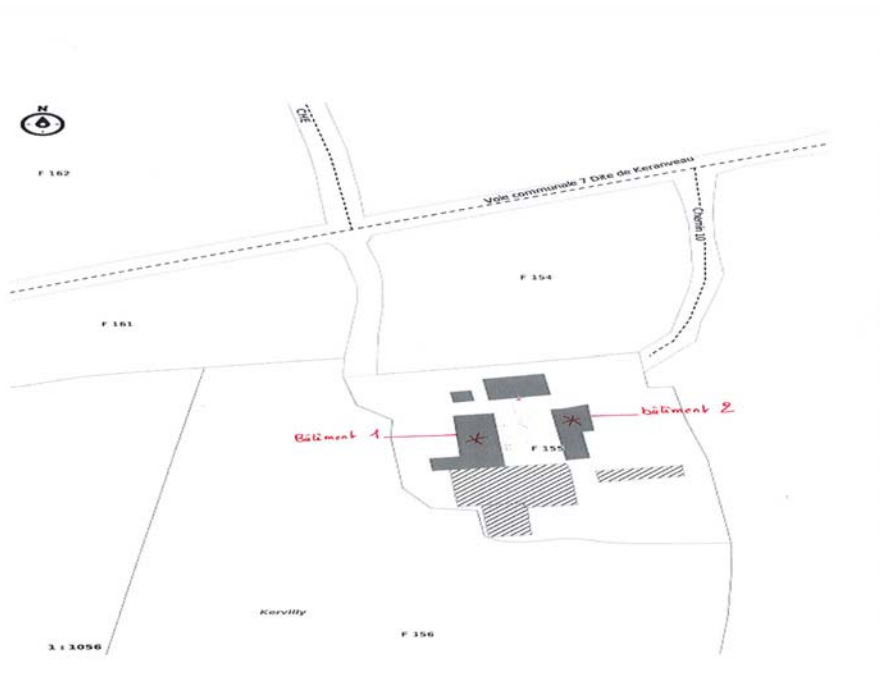 N
CHE
F 162
Voie communale 7 Dite de Keranveau
Chemin 10
F 154
F 161
bâtiment 2
Bâtiment 1
F 155
Kervilly
F 156
1 : 1056